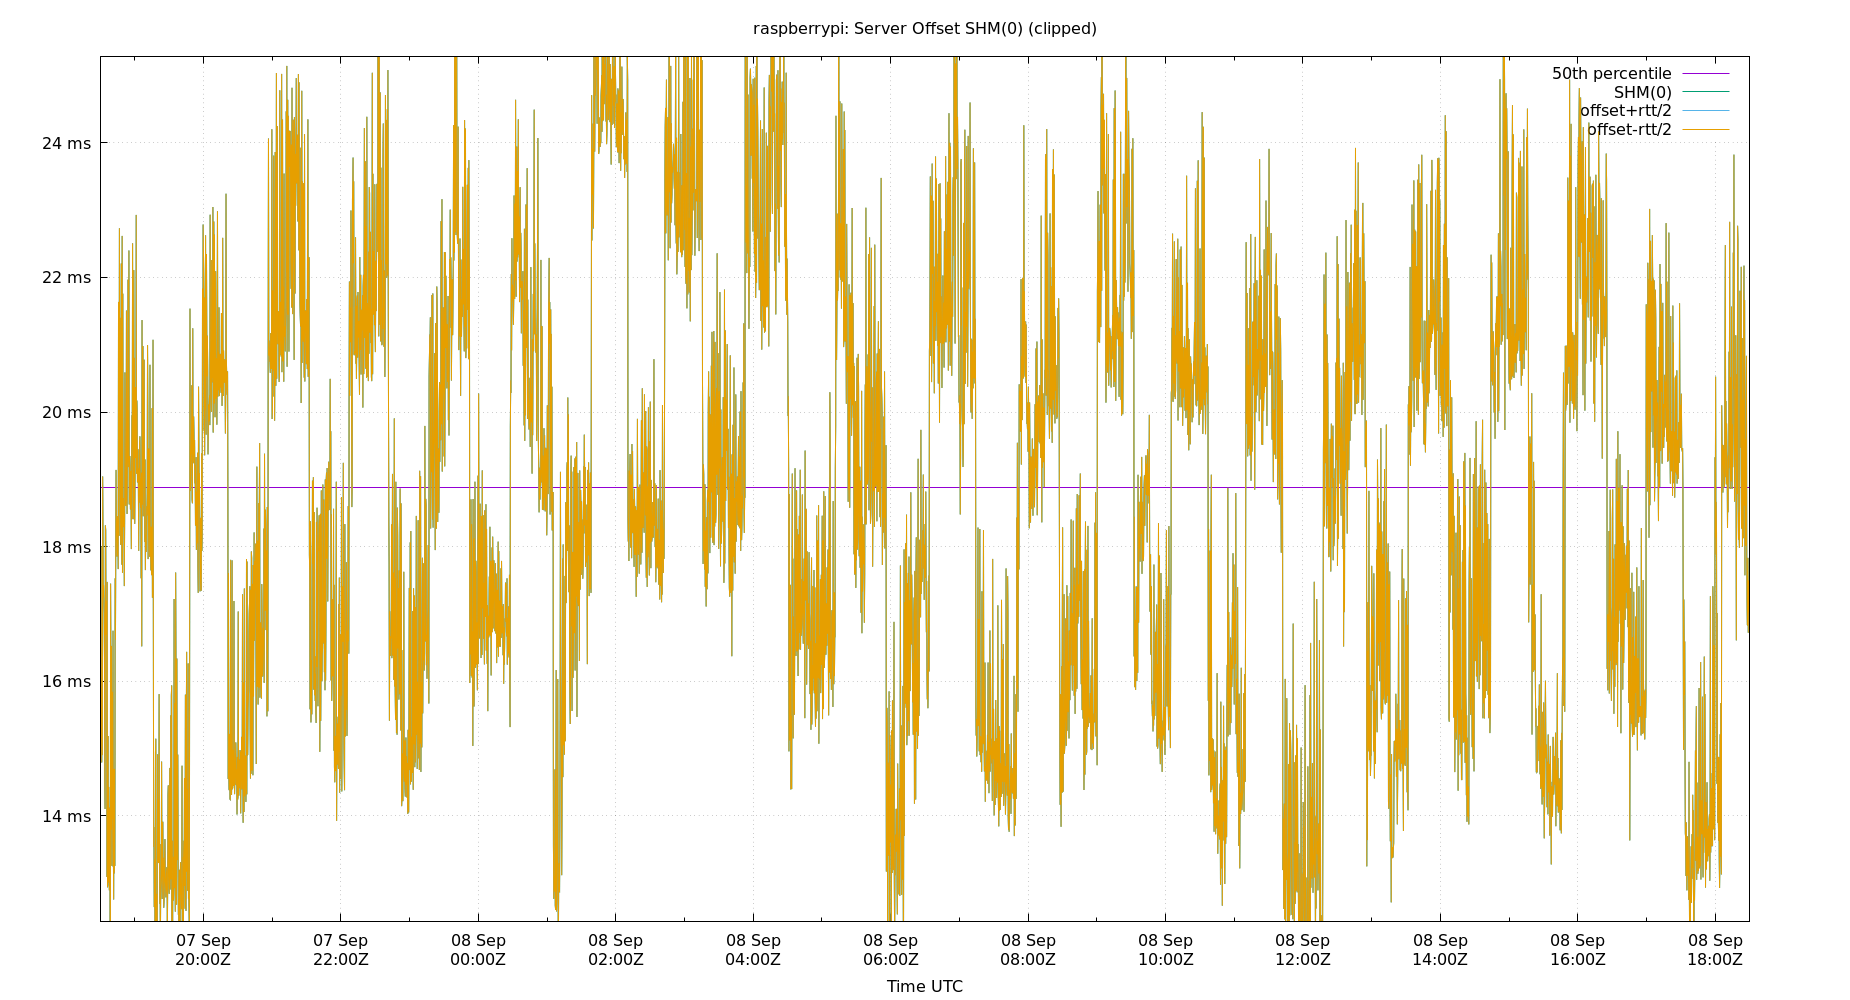 raspberrypi: Server Offset SHM(0) (clipped)
50th percentile
SHM(0)
offset+rtt/2
offset-rtt/2
24 ms
22 ms
20 ms
18 ms
16 ms
14 ms
07 Sep 07 Sep 08 Sep 08 Sep 08 Sep 08 Sep 08 Sep 08 Sep 08 Sep 08 Sep 08 Sep 08 Sep
20:00Z 22:00Z 00:00Z 02:00Z 04:00Z 06:00Z 08:00Z 10:00Z 12:00Z 14:00Z 16:00Z 18:00Z
Time UTC